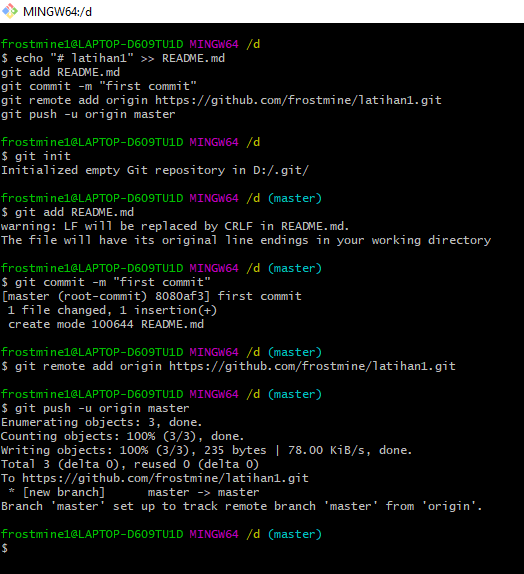 MINGW64:/d
frostmine1@LAPTOP-D6O9TU1D MINGW64 /d
$ echo "# latihan1" >> README.md
git add README.md
git commit -m "first commit"
git remote add origin https://github.com/frostmine/latihan1.git
git push -u origin master
frostmine1@LAPTOP-D6O9TU1D MINGW64 /d
$ git init
Initialized empty Git repository in D:/.git/
frostmine1@LAPTOP-D6O9TU1D MINGW64 /d (master)
$ git add README.md
warning: LF will be replaced by CRLF in README.md.
The file will have its original line endings in your working directory
frostmine1@LAPTOP-D6O9TU1D MINGW64 /d (master)
$ git commit -m "first commit"
[master (root-commit) 8080af3] first commit
 1 file changed, 1 insertion(+)
 create mode 100644 README.md
frostmine1@LAPTOP-D6O9TU1D MINGW64 /d (master)
$ git remote add origin https://github.com/frostmine/latihan1.git
frostmine1@LAPTOP-D6O9TU1D MINGW64 /d (master)
$ git push -u origin master
Enumerating objects: 3, done.
Counting objects: 100% (3/3), done.
Writing objects: 100% (3/3), 235 bytes | 78.00 KiB/s, done.
Total 3 (delta 0), reused 0 (delta 0)
To https://github.com/frostmine/latihan1.git
 * [new branch]      master -> master
Branch 'master' set up to track remote branch 'master' from 'origin'.
frostmine1@LAPTOP-D6O9TU1D MINGW64 /d (master)
$